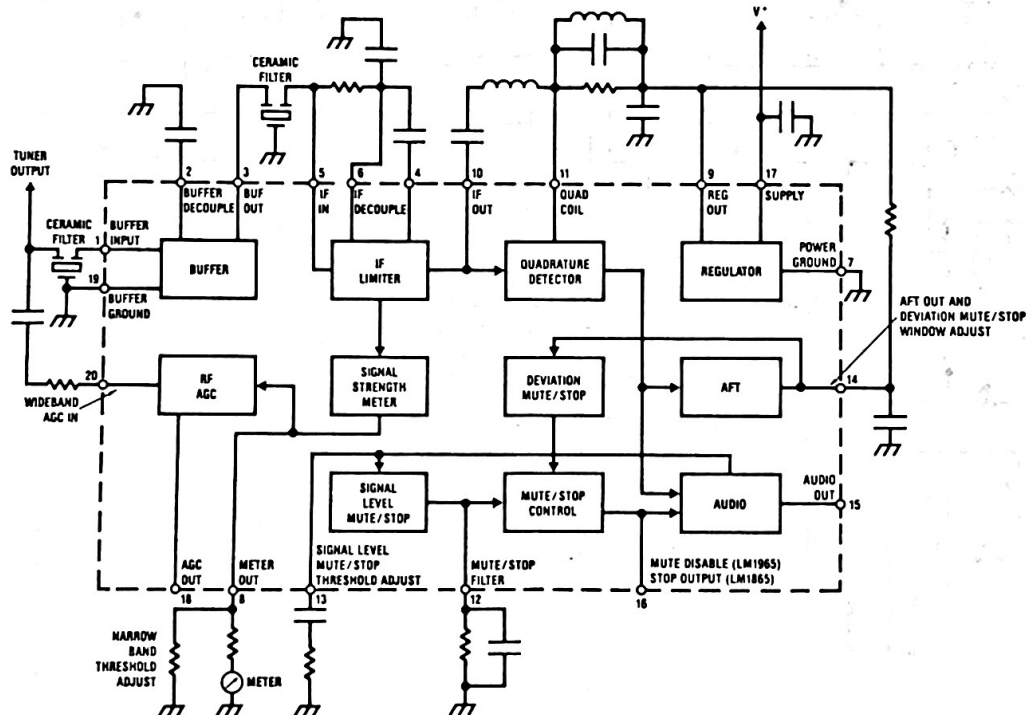 V+
CERAMIC
FILTER
TUNER
OUTPUT
2
3
5
6
4
10
11
9
17
BUFFER
DECOUPLE
BUF
OUT
IF
IN
IF
DECOUPLE
IF
OUT
QUAD
COIL
REG
OUT
SUPPLY
CERAMIC
FILTER
1
BUFFER
INPUT
19
BUFFER
GROUND
BUFFER
IF
LIMITER
QUADRATURE
DETECTOR
REGULATOR
POWER
GROUND
7
AFT OUT AND
DEVIATION MUTE/STOP
WINDOW ADJUST
20
WIDEBAND
AGC IN
RF
AGC
SIGNAL
STRENGTH
METER
DEVIATION
MUTE/STOP
AFT
14
SIGNAL
LEVEL
MUTE/STOP
MUTE/STOP
CONTROL
AUDIO
AUDIO
OUT
15
AGC
OUT
METER
OUT
SIGNAL LEVEL
MUTE/STOP
THRESHOLD ADJUST
MUTE/STOP
FILTER
MUTE DISABLE (LM1965)
STOP OUTPUT (LM1865)
18
8
13
12
16
NARROW
BAND
THRESHOLD
ADJUST
METER